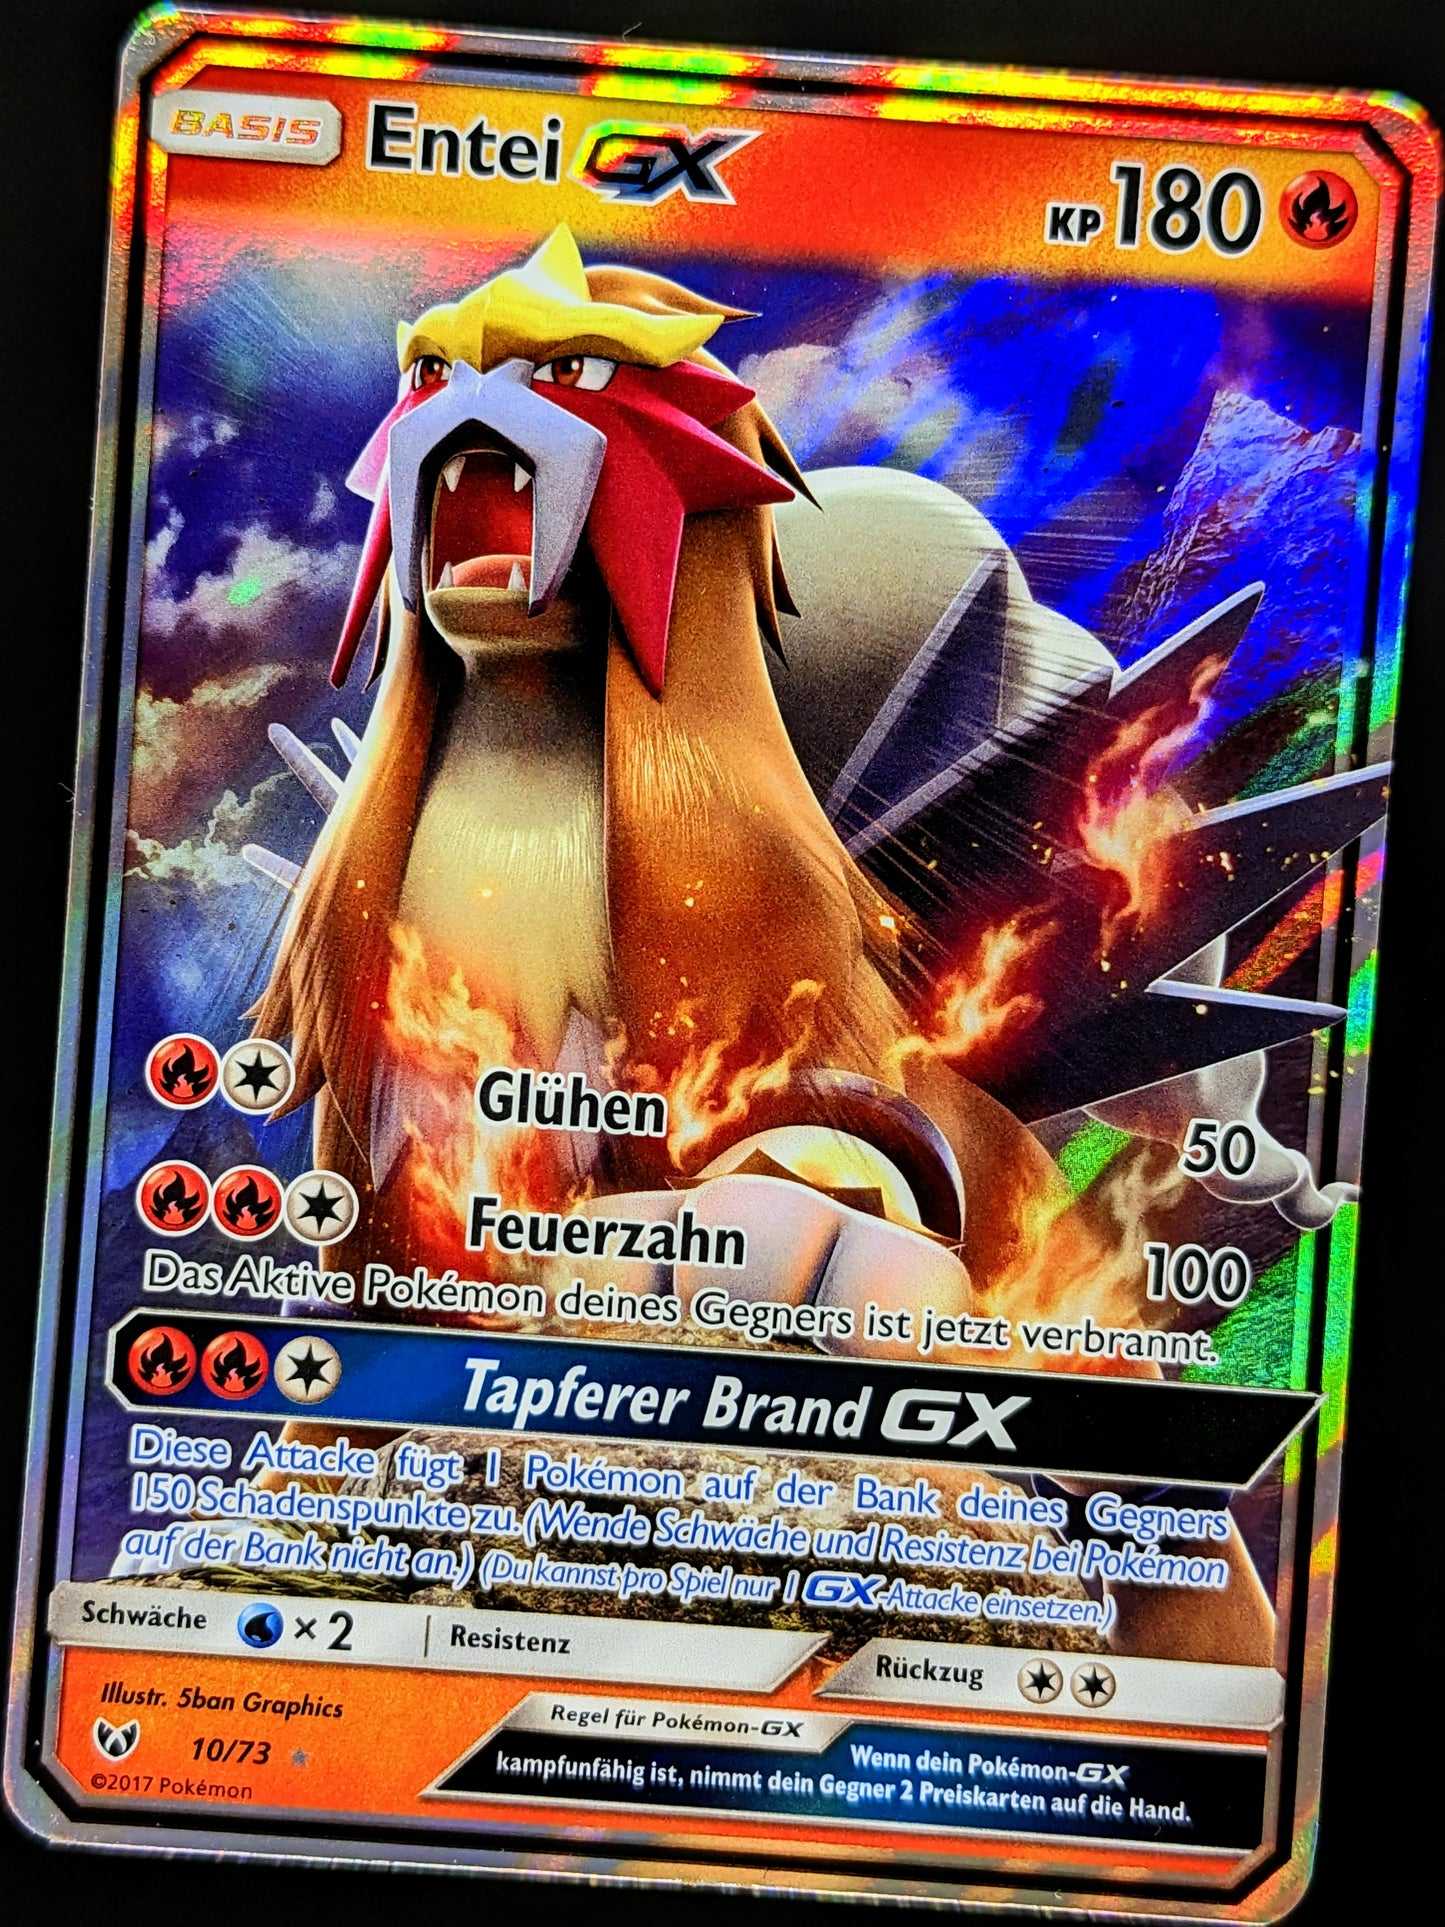 BASIS Entei GX KP 180
Glühen 50
Feuerzahn 100
Das Aktive Pokémon deines Gegners ist jetzt verbrannt.
Tapferer Brand GX
Diese Attacke fügt 1 Pokémon auf der Bank deines Gegners
150 Schadenspunkte zu. (Wende Schwäche und Resistenz bei Pokémon
auf der Bank nicht an.) (Du kannst pro Spiel nur 1 GX-Attacke einsetzen.)
Schwäche × 2 Resistenz Rückzug
Illustr. 5ban Graphics
10/73 ★
©2017 Pokémon
Regel für Pokémon-GX
Wenn dein Pokémon-GX
kampfunfähig ist, nimmt dein Gegner 2 Preiskarten auf die Hand.